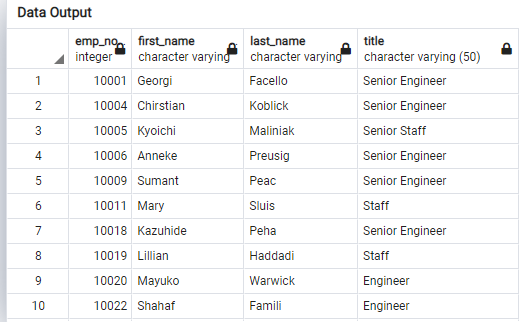 Data Output
emp_no first_name last_name title
integer character varying character varying character varying (50)
1 10001 Georgi Facello Senior Engineer
2 10004 Chirstian Koblick Senior Engineer
3 10005 Kyoichi Maliniak Senior Staff
4 10006 Anneke Preusig Senior Engineer
5 10009 Sumant Peac Senior Engineer
6 10011 Mary Sluis Staff
7 10018 Kazuhide Peha Senior Engineer
8 10019 Lillian Haddadi Staff
9 10020 Mayuko Warwick Engineer
10 10022 Shahaf Famili Engineer